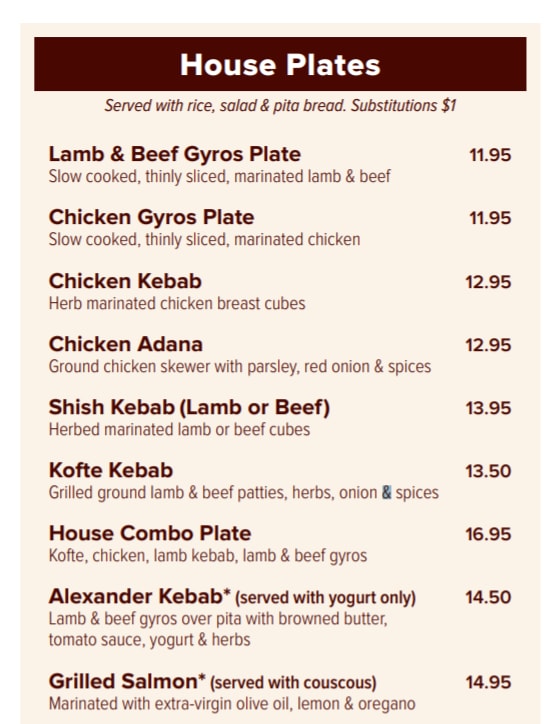 House Plates
Served with rice, salad & pita bread. Substitutions $1
Lamb & Beef Gyros Plate 11.95
Slow cooked, thinly sliced, marinated lamb & beef
Chicken Gyros Plate 11.95
Slow cooked, thinly sliced, marinated chicken
Chicken Kebab 12.95
Herb marinated chicken breast cubes
Chicken Adana 12.95
Ground chicken skewer with parsley, red onion & spices
Shish Kebab (Lamb or Beef) 13.95
Herbed marinated lamb or beef cubes
Kofte Kebab 13.50
Grilled ground lamb & beef patties, herbs, onion & spices
House Combo Plate 16.95
Kofte, chicken, lamb kebab, lamb & beef gyros
Alexander Kebab* (served with yogurt only) 14.50
Lamb & beef gyros over pita with browned butter,
tomato sauce, yogurt & herbs
Grilled Salmon* (served with couscous) 14.95
Marinated with extra-virgin olive oil, lemon & oregano